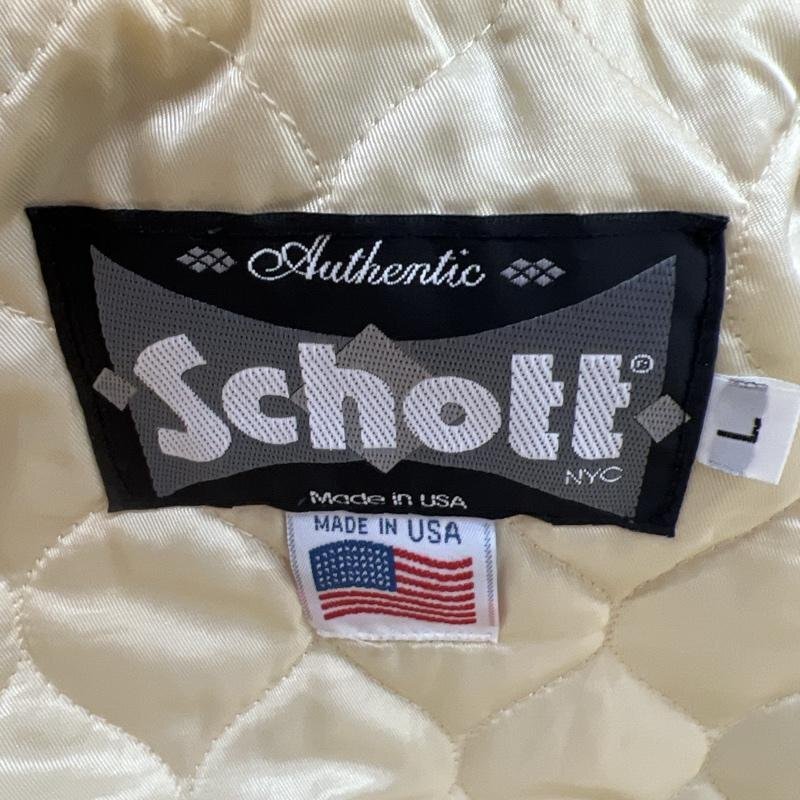 Authentic
Schott®
NYC
Made in USA
MADE IN USA
L